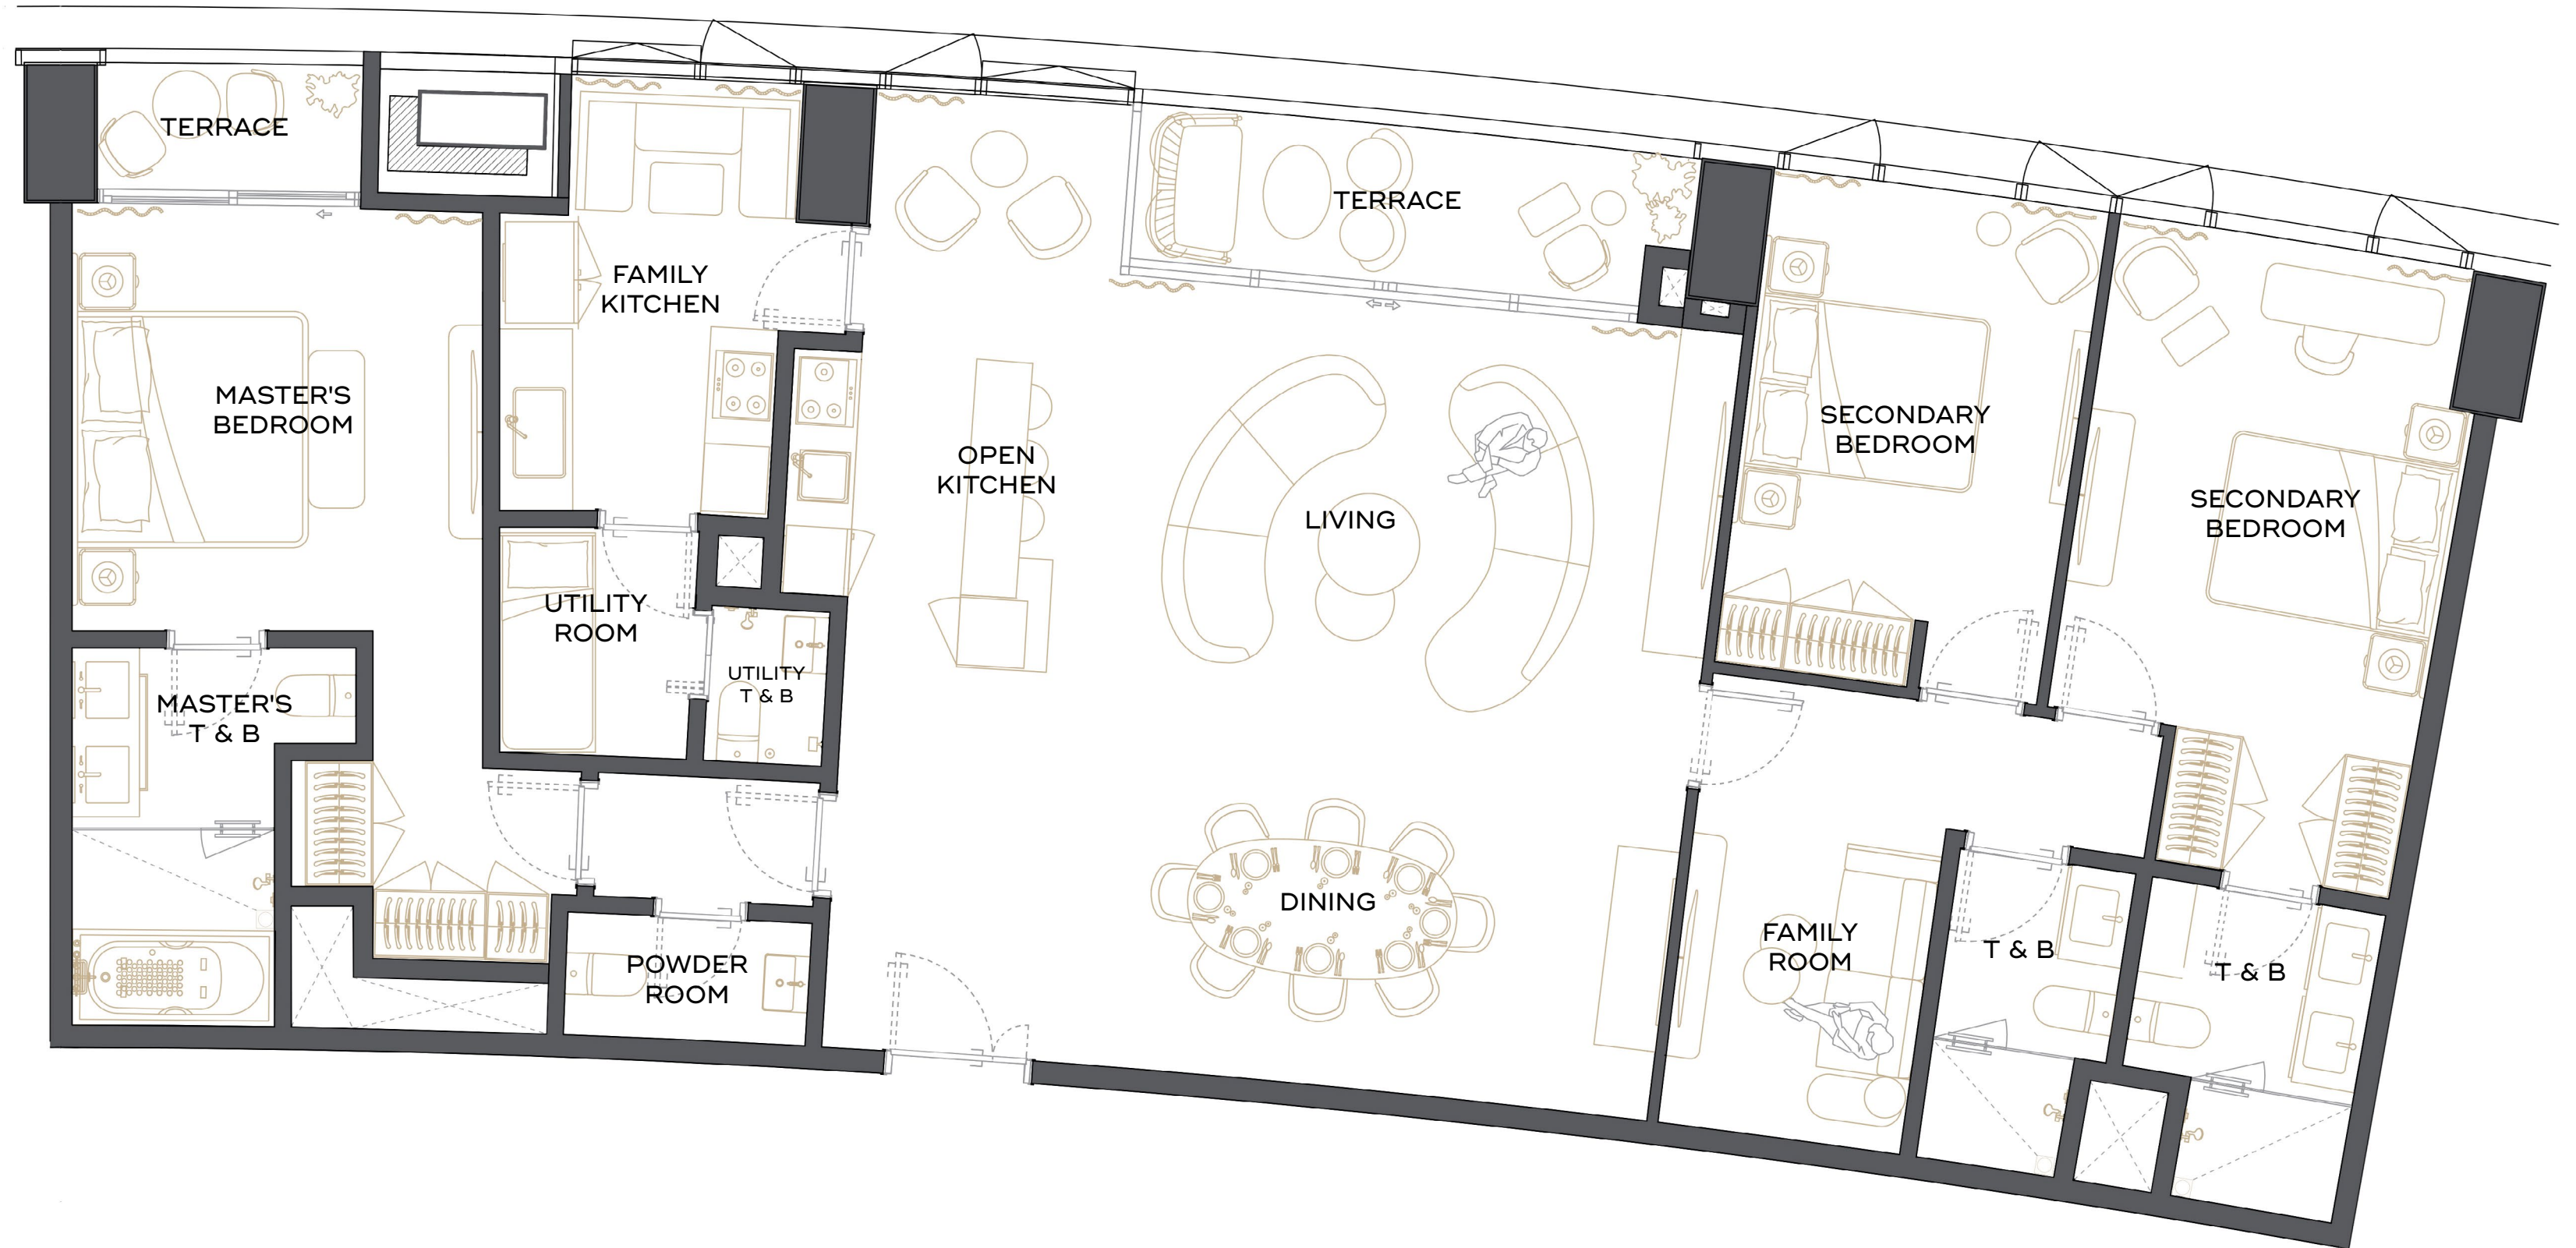 TERRACE
FAMILY
KITCHEN
TERRACE
MASTER'S
BEDROOM
OPEN
KITCHEN
LIVING
SECONDARY
BEDROOM
SECONDARY
BEDROOM
UTILITY
ROOM
UTILITY
T & B
MASTER'S
T & B
DINING
POWDER
ROOM
FAMILY
ROOM
T & B
T & B